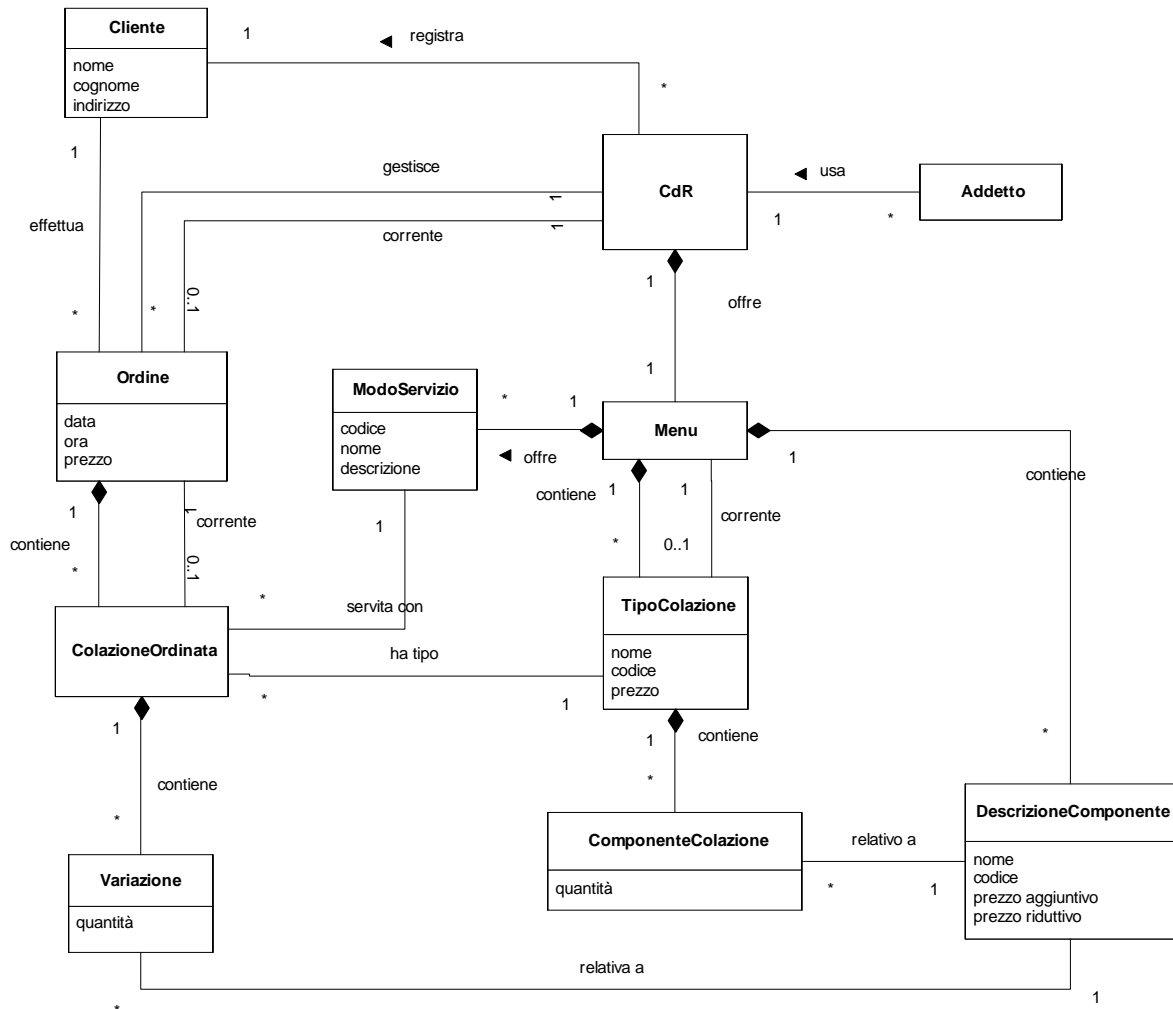 Cliente
nome
cognome
indirizzo
1
registra
*
1
gestisce
1
CdR
usa
1
*
Addetto
effettua
corrente
1
1
offre
*
*
0..1
1
Ordine
data
ora
prezzo
ModoServizio
codice
nome
descrizione
*
1
offre
Menu
1
contiene
1
contiene
1
corrente
1
1
corrente
1
contiene
*
0..1
*
0..1
*
servita con
ColazioneOrdinata
ha tipo
*
1
TipoColazione
nome
codice
prezzo
1
contiene
1
contiene
*
*
*
Variazione
quantità
ComponenteColazione
quantità
relativo a
*
1
DescrizioneComponente
nome
codice
prezzo aggiuntivo
prezzo riduttivo
relativa a
*
1